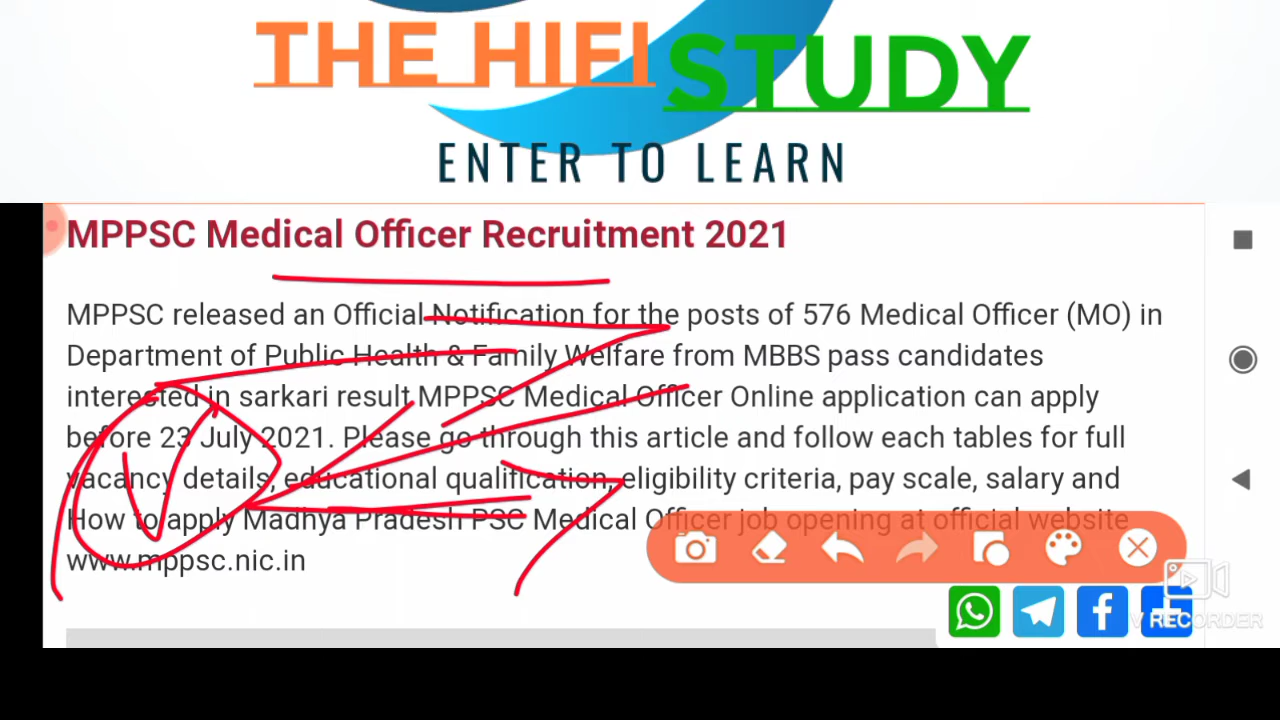 THE HIFI STUDY
ENTER TO LEARN
MPPSC Medical Officer Recruitment 2021
MPPSC released an Official Notification for the posts of 576 Medical Officer (MO) in
Department of Public Health & Family Welfare from MBBS pass candidates
interested in sarkari result MPPSC Medical Officer Online application can apply
before 23 July 2021. Please go through this article and follow each tables for full
vacancy details, educational qualification, eligibility criteria, pay scale, salary and
How to apply Madhya Pradesh PSC Medical Officer job opening at official website
www.mppsc.nic.in
V RECORDER